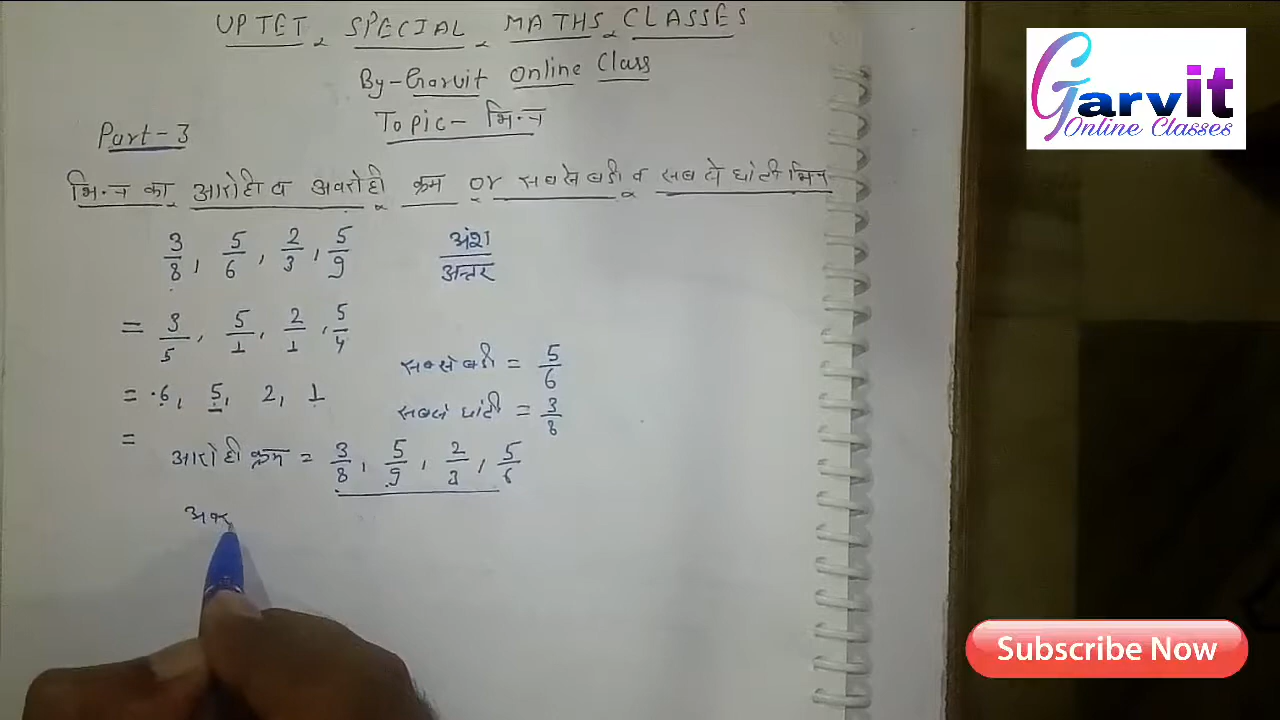 UPTET SPECIAL MATHS CLASSES
By-Garvit Online Class
Topic- भिन्न
Part-3
भिन्न का आरोही व अवरोही क्रम or सबसे बडी व सबसे छोटी भिन्न
3/8, 5/6, 2/3, 5/9 अंश/अन्तर
= 3/5, 5/1, 2/1, 5/4
= .6, 5, 2, 1
सबसे बडी = 5/6
सबसे छोटी = 3/8
=
आरोही क्रम = 3/8, 5/9, 2/3, 5/6
अवर
Garvit
Online Classes
Subscribe Now